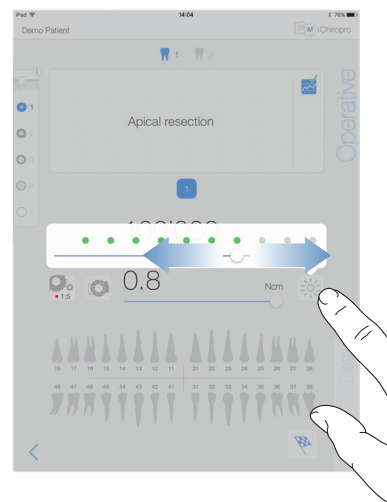 iPad 14:04 76%
Demo Patient iChiropro
1 2
Operative
1
2
3
4
?
Apical resection
1
0.8 Ncm
1:5
18 17 16 15 14 13 12 11 21 22 23 24 25 26 27 28
48 47 46 45 44 43 42 41 31 32 33 34 35 36 37 38